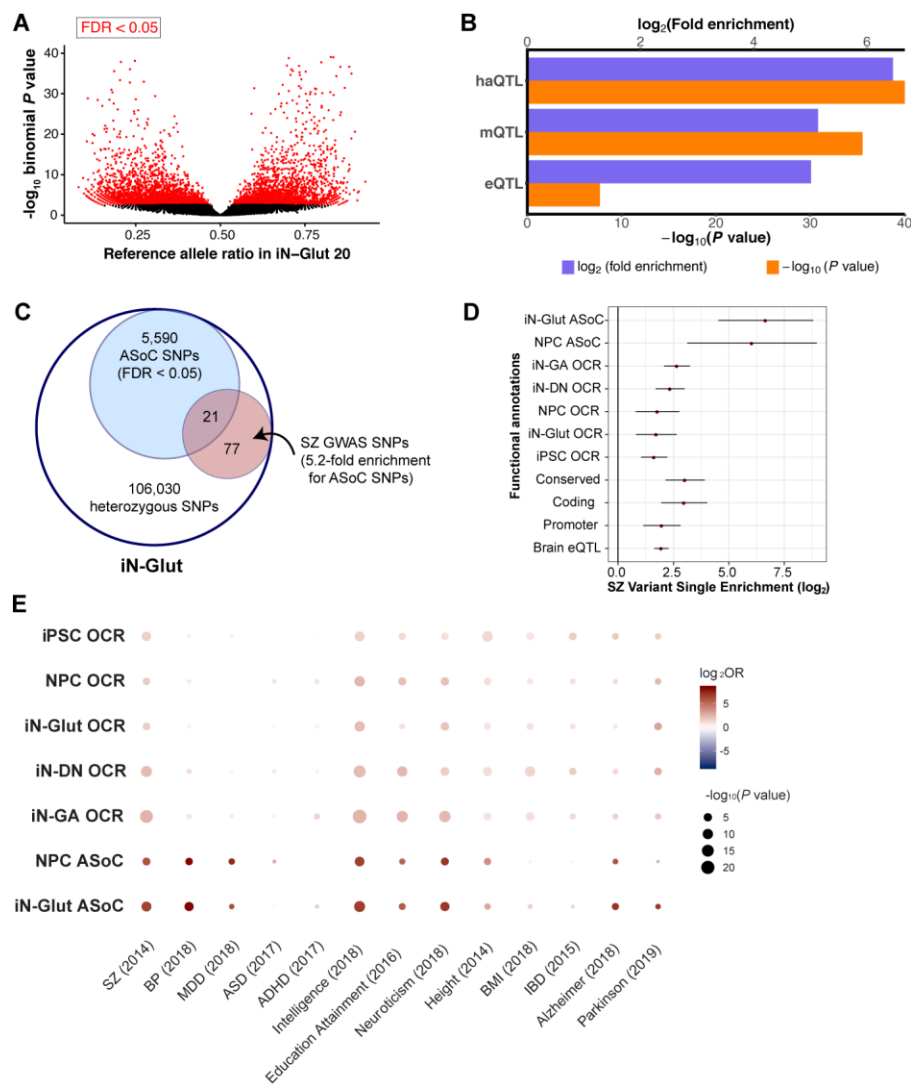 A
FDR < 0.05
-log10 binomial P value
40
30
20
10
0
0.25
0.50
0.75
Reference allele ratio in iN–Glut 20
B
log2(Fold enrichment)
0
2
4
6
haQTL
mQTL
eQTL
0
10
20
30
40
−log10(P value)
log2 (fold enrichment)
−log10 (P value)
C
5,590
ASoC SNPs
(FDR < 0.05)
21
77
SZ GWAS SNPs
(5.2-fold enrichment
for ASoC SNPs)
106,030
heterozygous SNPs
iN-Glut
D
Functional annotations
iN-Glut ASoC
NPC ASoC
iN-GA OCR
iN-DN OCR
NPC OCR
iN-Glut OCR
iPSC OCR
Conserved
Coding
Promoter
Brain eQTL
0.0
2.5
5.0
7.5
SZ Variant Single Enrichment (log2)
E
iPSC OCR
NPC OCR
iN-Glut OCR
iN-DN OCR
iN-GA OCR
NPC ASoC
iN-Glut ASoC
SZ (2014)
BP (2018)
MDD (2018)
ASD (2017)
ADHD (2017)
Intelligence (2018)
Education Attainment (2016)
Neuroticism (2018)
Height (2014)
BMI (2018)
IBD (2015)
Alzheimer (2018)
Parkinson (2019)
log2OR
5
0
-5
-log10(P value)
5
10
15
20